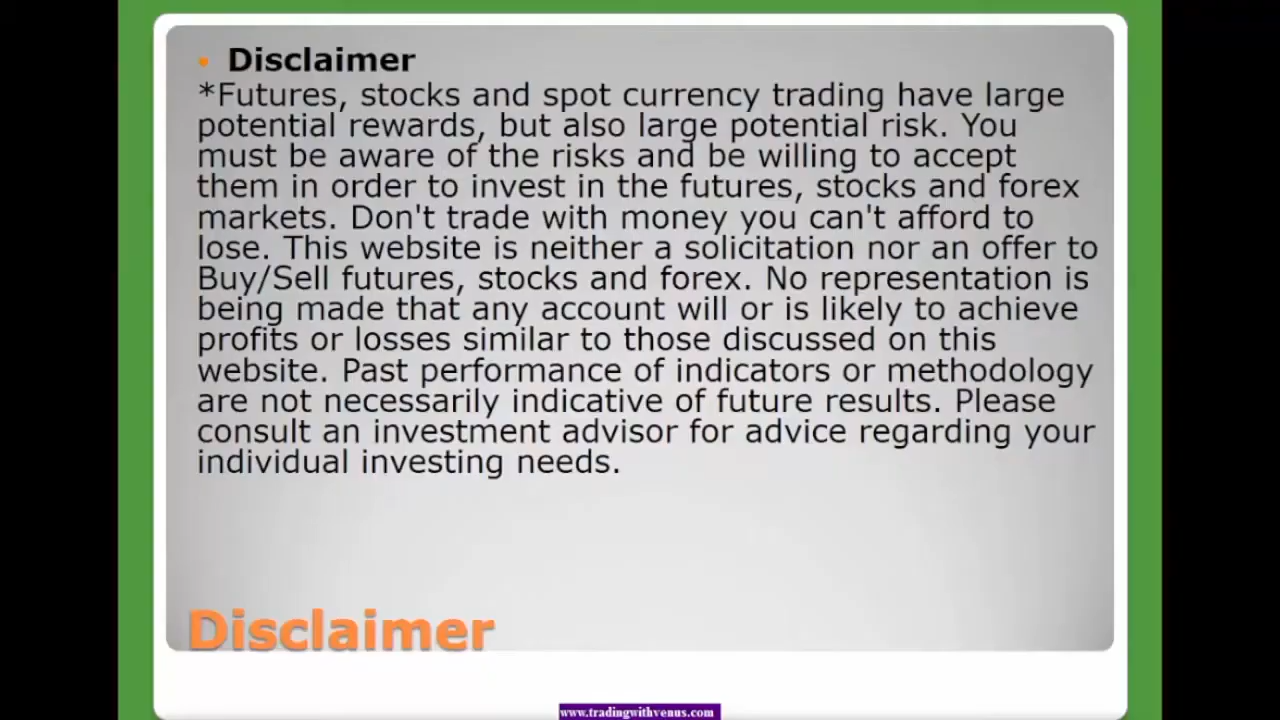 • Disclaimer
*Futures, stocks and spot currency trading have large
potential rewards, but also large potential risk. You
must be aware of the risks and be willing to accept
them in order to invest in the futures, stocks and forex
markets. Don't trade with money you can't afford to
lose. This website is neither a solicitation nor an offer to
Buy/Sell futures, stocks and forex. No representation is
being made that any account will or is likely to achieve
profits or losses similar to those discussed on this
website. Past performance of indicators or methodology
are not necessarily indicative of future results. Please
consult an investment advisor for advice regarding your
individual investing needs.
Disclaimer
www.tradingwithvenus.com